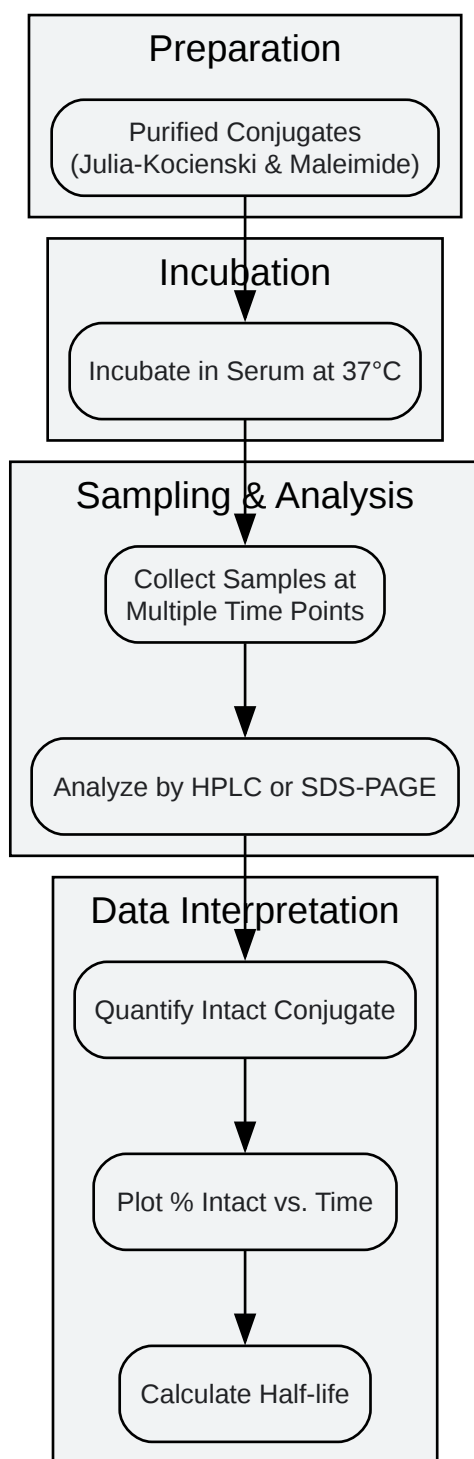 Preparation
Purified Conjugates
(Julia-Kocienski & Maleimide)
Incubation
Incubate in Serum at 37°C
Sampling & Analysis
Collect Samples at
Multiple Time Points
Analyze by HPLC or SDS-PAGE
Data Interpretation
Quantify Intact Conjugate
Plot % Intact vs. Time
Calculate Half-life